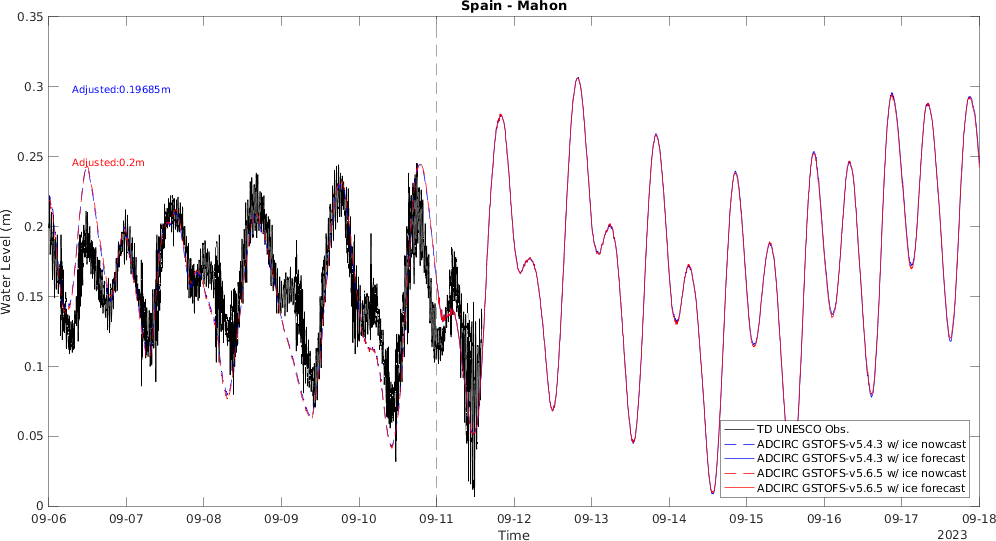 Spain - Mahon
0.35
0.3
0.25
0.2
0.15
0.1
0.05
0
Water Level (m)
Adjusted:0.19685m
Adjusted:0.2m
TD UNESCO Obs.
ADCIRC GSTOFS-v5.4.3 w/ ice nowcast
ADCIRC GSTOFS-v5.4.3 w/ ice forecast
ADCIRC GSTOFS-v5.6.5 w/ ice nowcast
ADCIRC GSTOFS-v5.6.5 w/ ice forecast
09-06 09-07 09-08 09-09 09-10 09-11 09-12 09-13 09-14 09-15 09-16 09-17 09-18
Time
2023